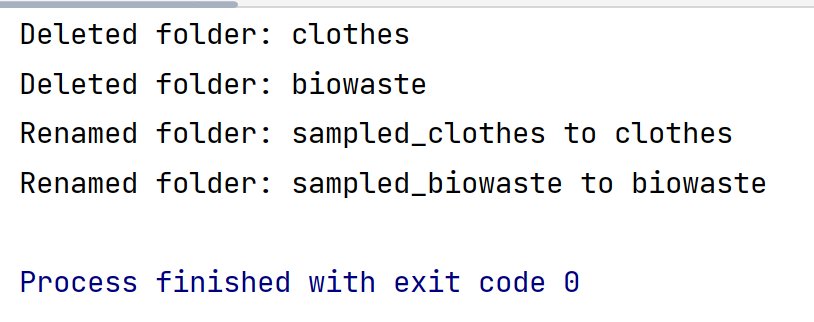 Deleted folder: clothes
Deleted folder: biowaste
Renamed folder: sampled_clothes to clothes
Renamed folder: sampled_biowaste to biowaste
Process finished with exit code 0